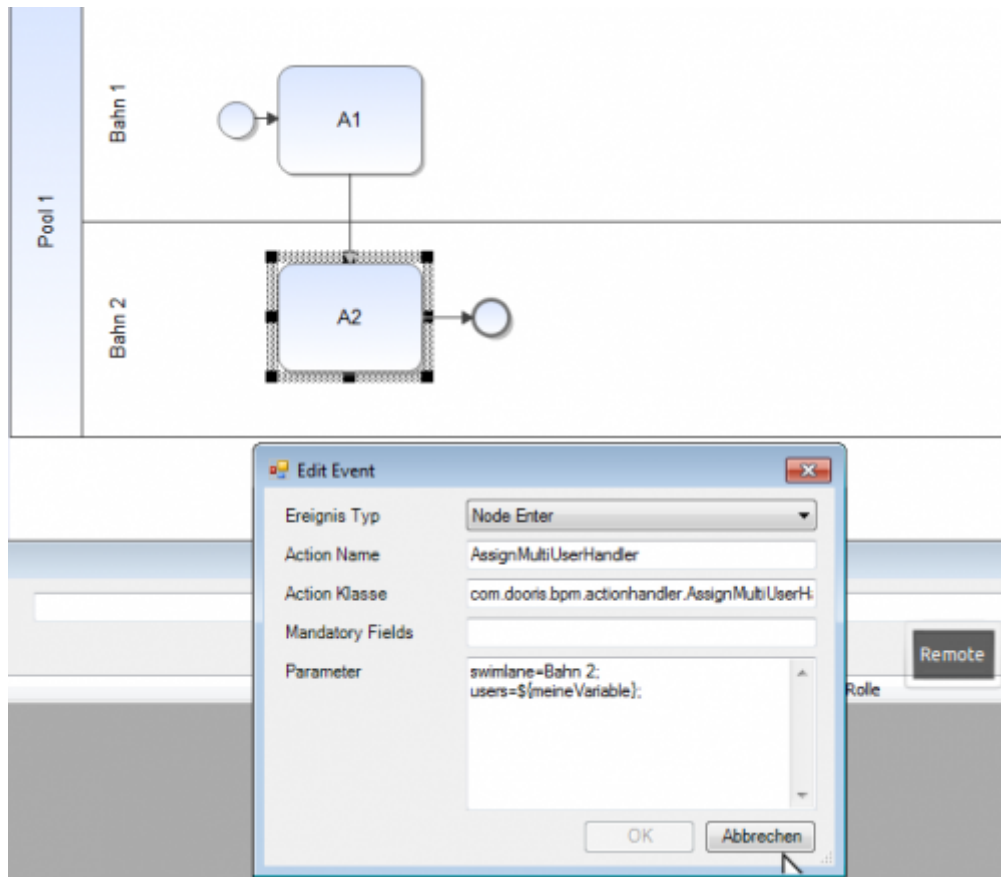 Pool 1
Bahn 1
A1
Bahn 2
A2
Edit Event
Ereignis Typ
Node Enter
Action Name
AssignMultiUserHandler
Action Klasse
com.dooris.bpm.actionhandler.AssignMultiUserHa
Mandatory Fields
Parameter
swimlane=Bahn 2;
users=${meineVariable};
Remote
Rolle
OK
Abbrechen